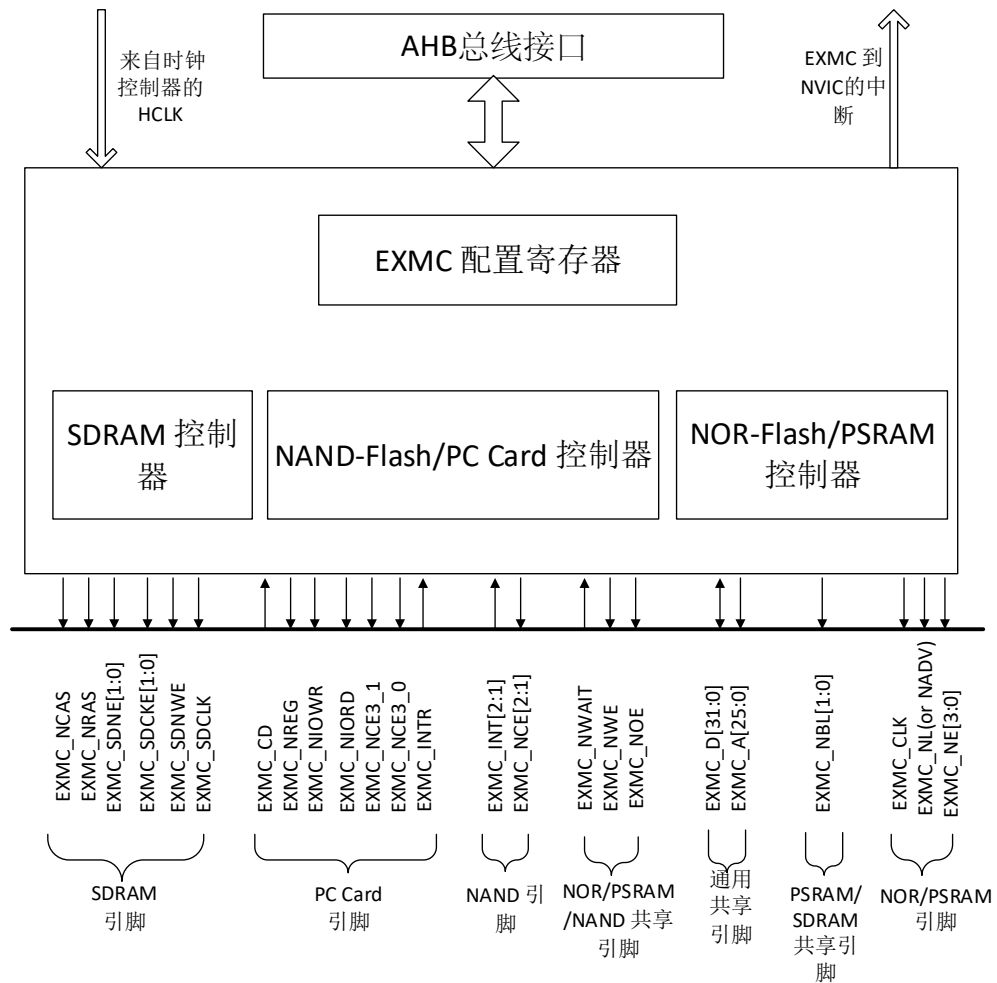 来自时钟
控制器的
HCLK
AHB总线接口
EXMC 到
NVIC的中
断
EXMC 配置寄存器
SDRAM 控制
器
NAND-Flash/PC Card 控制器
NOR-Flash/PSRAM
控制器
EXMC_NCAS
EXMC_NRAS
EXMC_SDNE[1:0]
EXMC_SDCKE[1:0]
EXMC_SDNWE
EXMC_SDCLK
EXMC_CD
EXMC_NREG
EXMC_NIOWR
EXMC_NIORD
EXMC_NCE3_1
EXMC_NCE3_0
EXMC_INTR
EXMC_INT[2:1]
EXMC_NCE[2:1]
EXMC_NWAIT
EXMC_NWE
EXMC_NOE
EXMC_D[31:0]
EXMC_A[25:0]
EXMC_NBL[1:0]
EXMC_CLK
EXMC_NL(or NADV)
EXMC_NE[3:0]
SDRAM
引脚
PC Card
引脚
NAND 引
脚
NOR/PSRAM
/NAND 共享
引脚
通用
共享
引脚
PSRAM/
SDRAM
共享引
脚
NOR/PSRAM
引脚